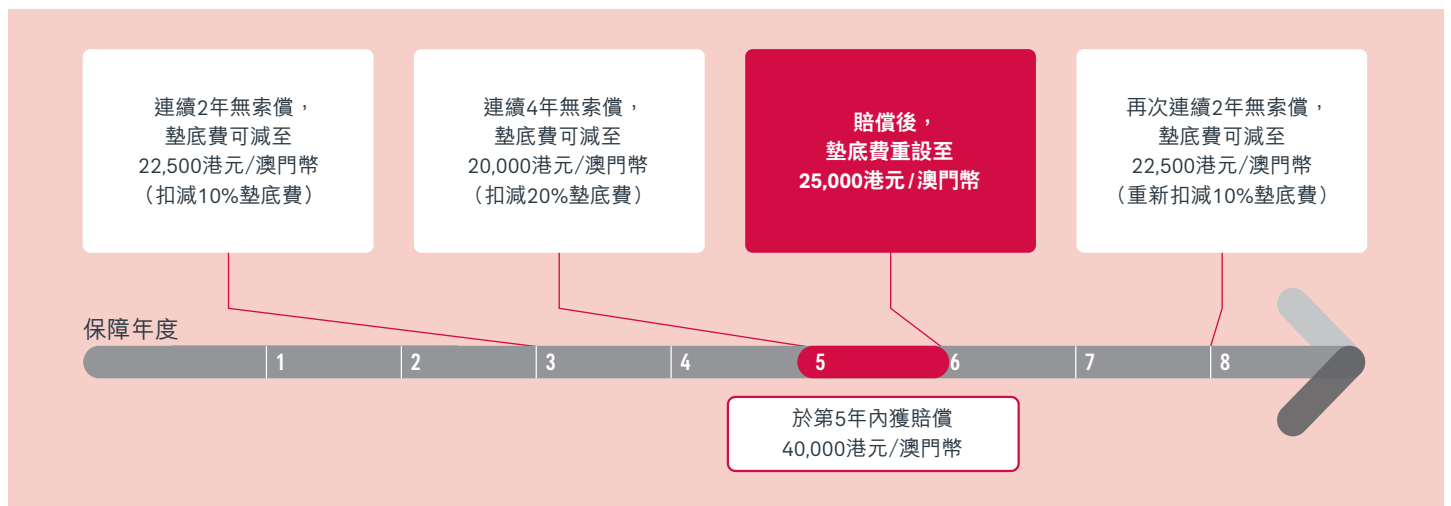 連續2年無索償，
墊底費可減至
22,500港元/澳門幣
（扣減10%墊底費）
連續4年無索償，
墊底費可減至
20,000港元/澳門幣
（扣減20%墊底費）
賠償後，
墊底費重設至
25,000港元/澳門幣
再次連續2年無索償，
墊底費可減至
22,500港元/澳門幣
（重新扣減10%墊底費）
保障年度
1 2 3 4 5 6 7 8
於第5年內獲賠償
40,000港元/澳門幣